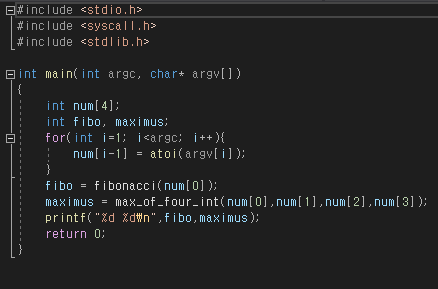 #include <stdio.h>
#include <syscall.h>
#include <stdlib.h>
int main(int argc, char* argv[])
{
int num[4];
int fibo, maximus;
for(int i=1; i<argc; i++){
num[i-1] = atoi(argv[i]);
}
fibo = fibonacci(num[0]);
maximus = max_of_four_int(num[0],num[1],num[2],num[3]);
printf("%d %d₩n",fibo,maximus);
return 0;
}